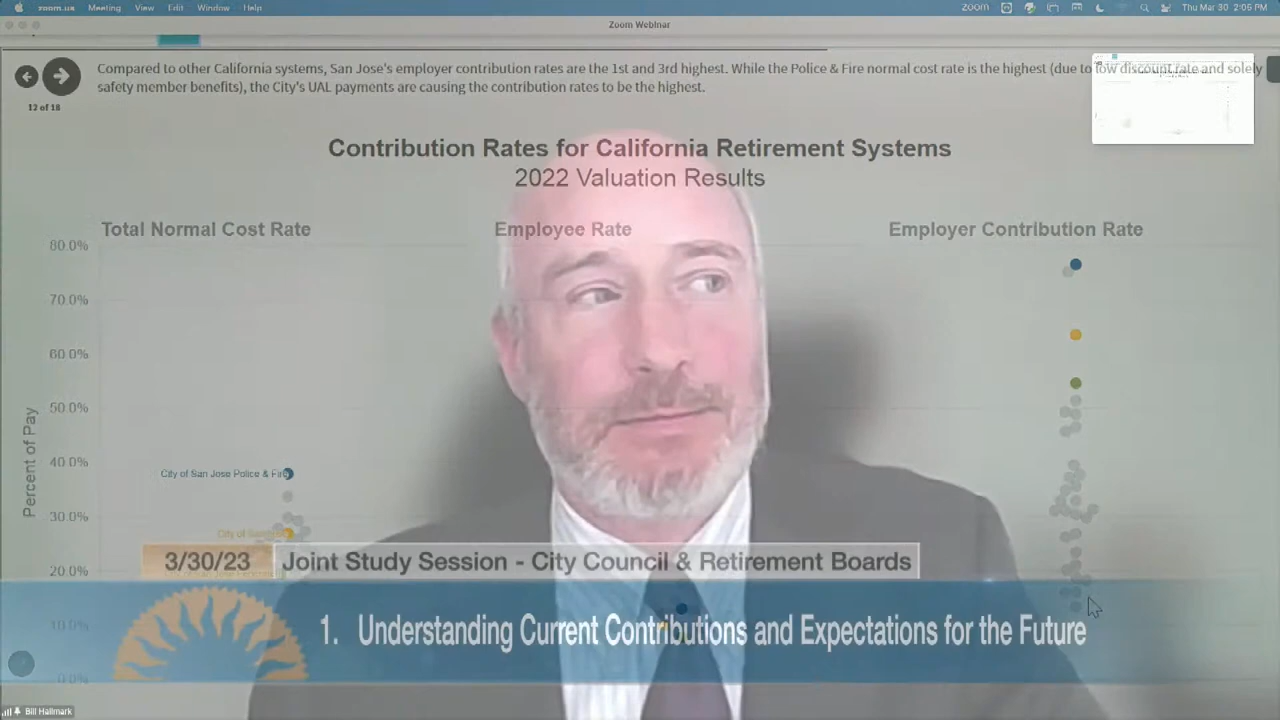 zoom.us Meeting View Edit Window Help
zoom Thu Mar 30 2:05 PM
Zoom Webinar
Compared to other California systems, San Jose's employer contribution rates are the 1st and 3rd highest. While the Police & Fire normal cost rate is the highest (due to low discount rate and solely
safety member benefits), the City's UAL payments are causing the contribution rates to be the highest.
12 of 18
Contribution Rates for California Retirement Systems
2022 Valuation Results
Total Normal Cost Rate
Employee Rate
Employer Contribution Rate
80.0%
70.0%
60.0%
50.0%
40.0%
30.0%
20.0%
10.0%
0.0%
Percent of Pay
City of San Jose Police & Fire
City of
3/30/23 Joint Study Session - City Council & Retirement Boards
1. Understanding Current Contributions and Expectations for the Future
Bill Hallmark